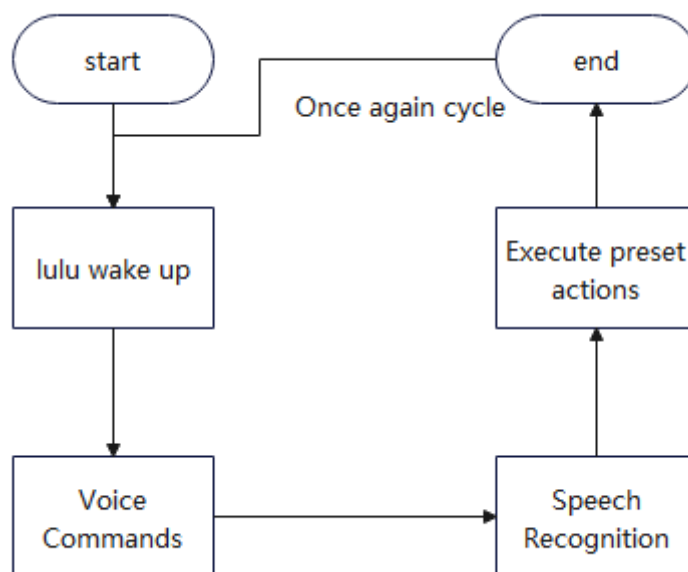 start
end
Once again cycle
lulu wake up
Execute preset
actions
Voice
Commands
Speech
Recognition